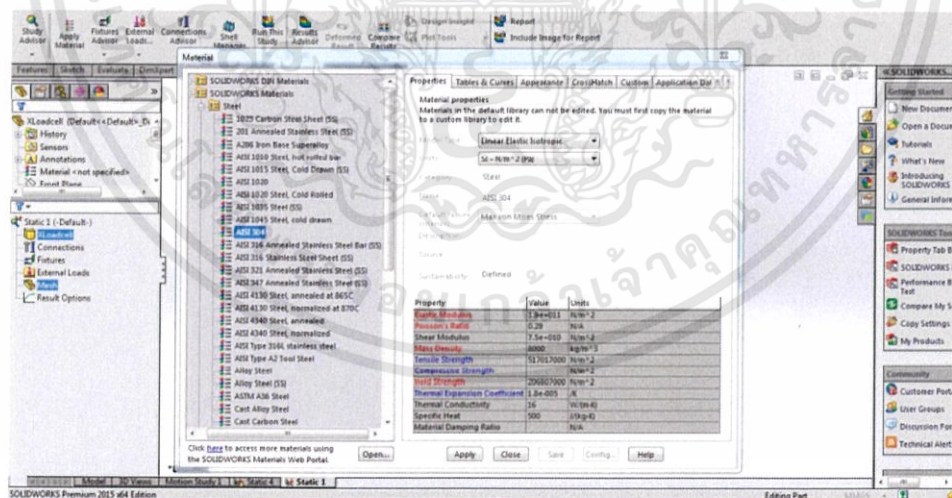 Study Advisor
Apply Material
Fixtures Advisor
External Loads...
Connections Advisor
Shell Manager
Run This Study
Results Advisor
Deformed Result
Compare Results
Design Insight
Plot Tools
Report
Include Image for Report
Features Sketch Evaluate DimXpert
XLoadcell (Default<<Default>_Di
History
Sensors
Annotations
Material <not specified>
Front Plane
Static 1 (-Default-)
XLoadcell
Connections
Fixtures
External Loads
Mesh
Result Options
Material
SOLIDWORKS DIN Materials
SOLIDWORKS Materials
Steel
1023 Carbon Steel Sheet (SS)
201 Annealed Stainless Steel (SS)
A286 Iron Base Superalloy
AISI 1010 Steel, hot rolled bar
AISI 1015 Steel, Cold Drawn (SS)
AISI 1020
AISI 1020 Steel, Cold Rolled
AISI 1035 Steel (SS)
AISI 1045 Steel, cold drawn
AISI 304
AISI 316 Annealed Stainless Steel Bar (SS)
AISI 316 Stainless Steel Sheet (SS)
AISI 321 Annealed Stainless Steel (SS)
AISI 347 Annealed Stainless Steel (SS)
AISI 4130 Steel, annealed at 865C
AISI 4130 Steel, normalized at 870C
AISI 4340 Steel, annealed
AISI 4340 Steel, normalized
AISI Type 316L stainless steel
AISI Type A2 Tool Steel
Alloy Steel
Alloy Steel (SS)
ASTM A36 Steel
Cast Alloy Steel
Cast Carbon Steel
Click here to access more materials using
the SOLIDWORKS Materials Web Portal.
Open...
Properties Tables & Curves Appearance CrossHatch Custom Application Dat
Material properties
Materials in the default library can not be edited. You must first copy the material
to a custom library to edit it.
Linear Elastic Isotropic
SI - N/m^2 (Pa)
Steel
AISI 304
Max von Mises Stress
Source
Sustainability: Defined
Property Value Units
Elastic Modulus 1.9e+011 N/m^2
Poisson's Ratio 0.29 N/A
Shear Modulus 7.5e+010 N/m^2
Mass Density 8000 kg/m^3
Tensile Strength 517017000 N/m^2
Compressive Strength N/m^2
Yield Strength 206807000 N/m^2
Thermal Expansion Coefficient 1.8e-005 /K
Thermal Conductivity 16 W/(m·K)
Specific Heat 500 J/(kg·K)
Material Damping Ratio N/A
Apply Close Save Config... Help
SOLIDWORKS
Getting Started
New Documen
Open a Docum
Tutorials
What's New
Introducing
SOLIDWORKS
General Inform
SOLIDWORKS Too
Property Tab B
SOLIDWORKS
Performance B
Test
Compare My
Copy Settings
My Products
Community
Customer Port
User Groups
Discussion For
Technical Alert
Model 3D Views Motion Study 1 Static 4 Static 1
SOLIDWORKS Premium 2015 x64 Edition
Editing Part